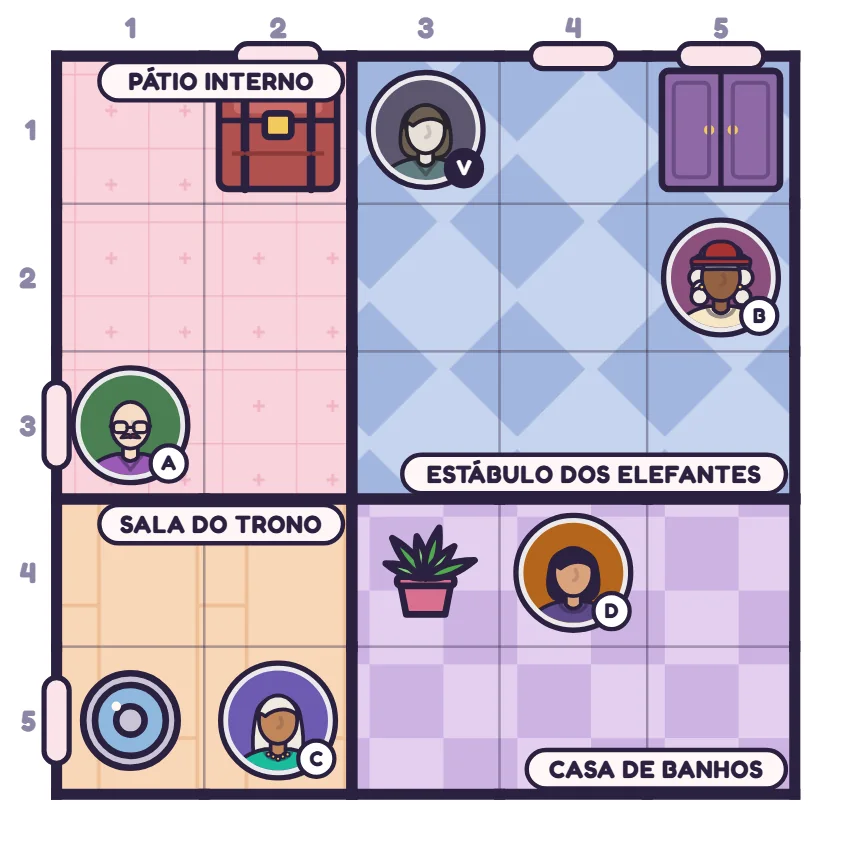 1 2 3 4 5
PÁTIO INTERNO
1
V
2
B
3
A
ESTÁBULO DOS ELEFANTES
SALA DO TRONO
4
D
5
C
CASA DE BANHOS